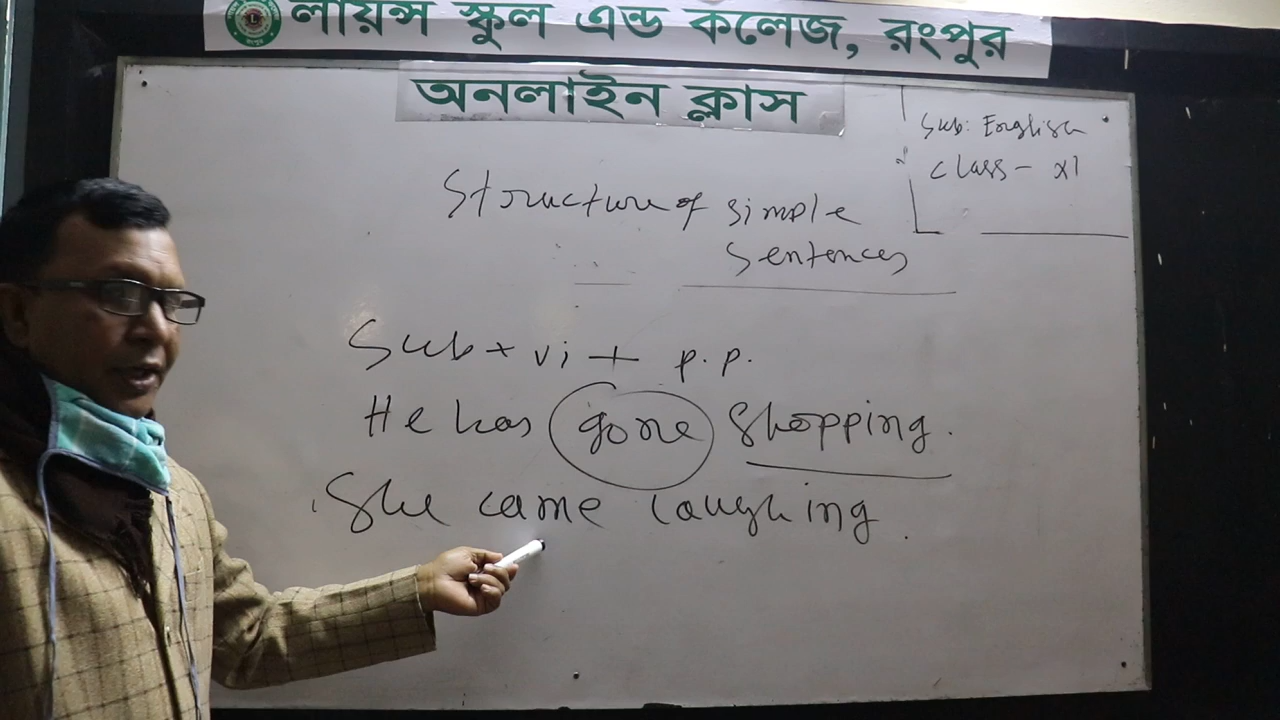 লায়ন্স স্কুল এন্ড কলেজ, রংপুর
অনলাইন ক্লাস
Sub: English
class - XI
Structure of simple
sentences
Sub + vi + p.p.
He has gone shopping.
She came laughing.